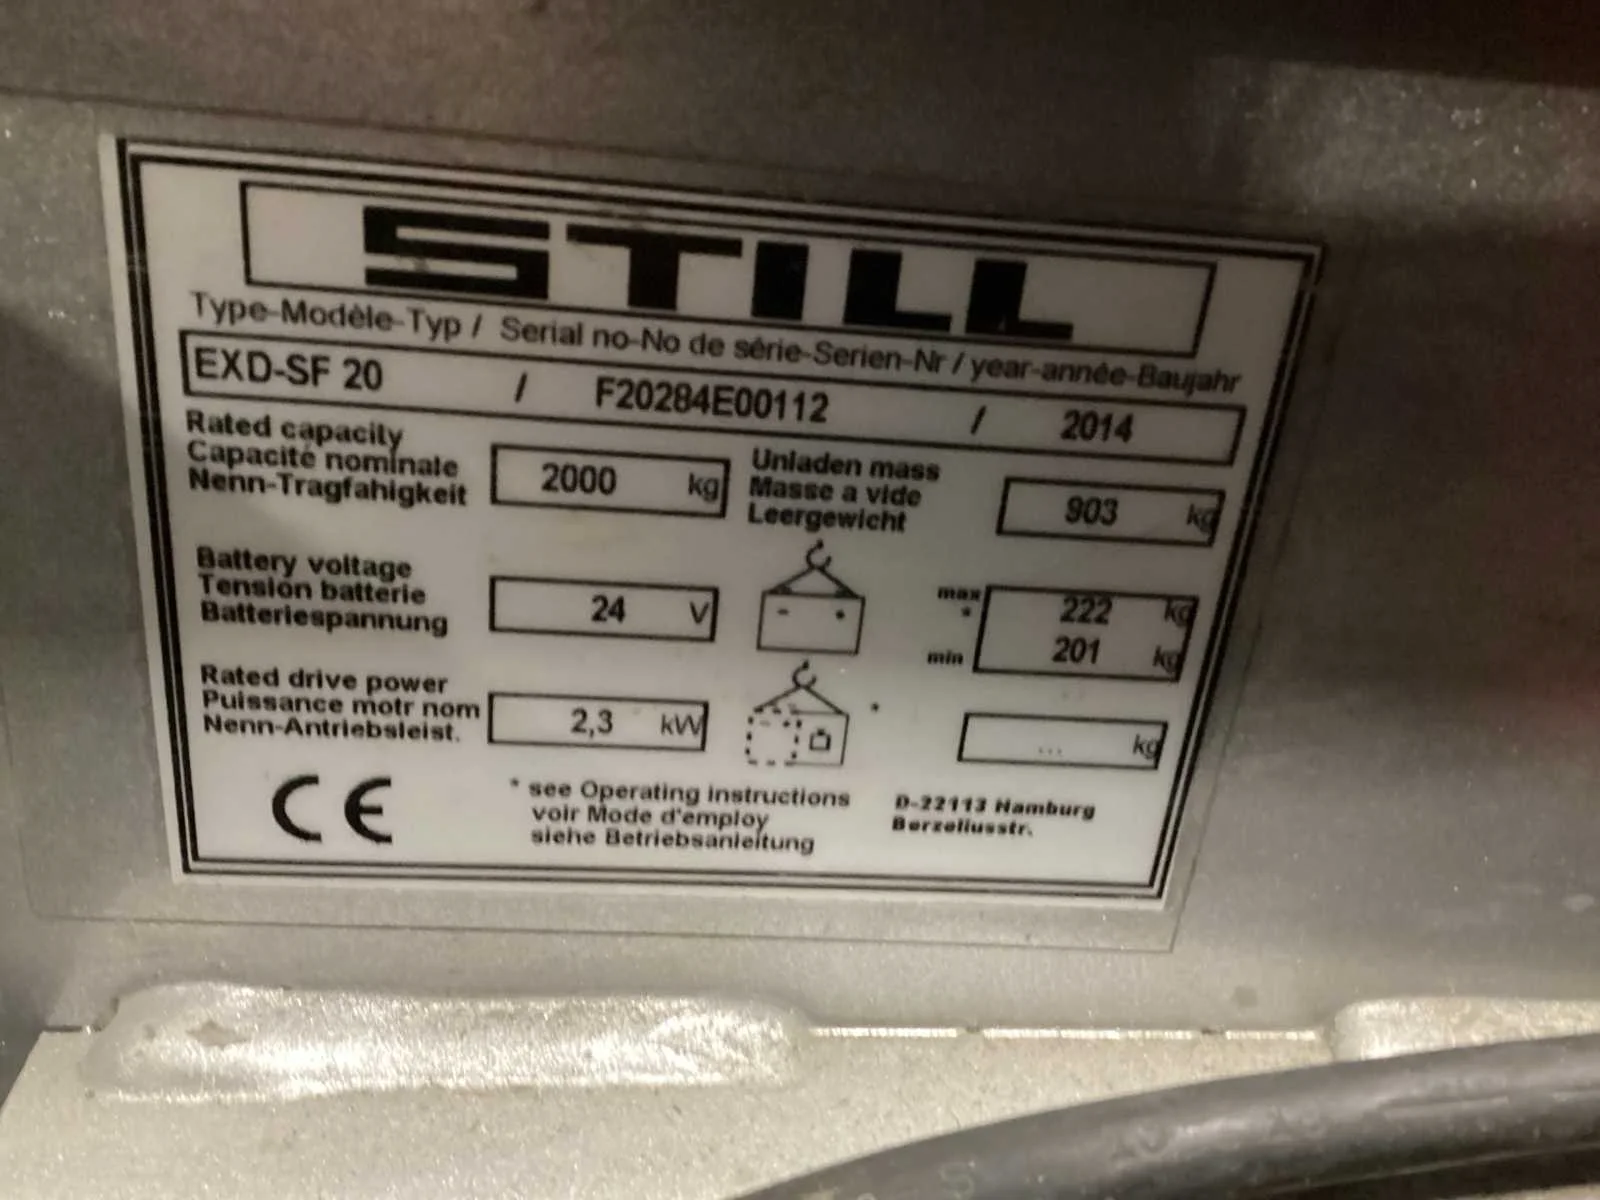 STILL
Type-Modèle-Typ / Serial no-No de série-Serien-Nr / year-année-Baujahr
EXD-SF 20 / F20284E00112 / 2014
Rated capacity
Capacité nominale
Nenn-Tragfahigkeit
2000 kg
Unladen mass
Masse a vide
Leergewicht
903 kg
Battery voltage
Tension batterie
Batteriespannung
24 V
- +
max 222 kg
*
min 201 kg
Rated drive power
Puissance motr nom
Nenn-Antriebsleist.
2,3 kW
*
... kg
CE
* see Operating instructions
voir Mode d'employ
siehe Betriebsanleitung
D-22113 Hamburg
Berzeliusstr.